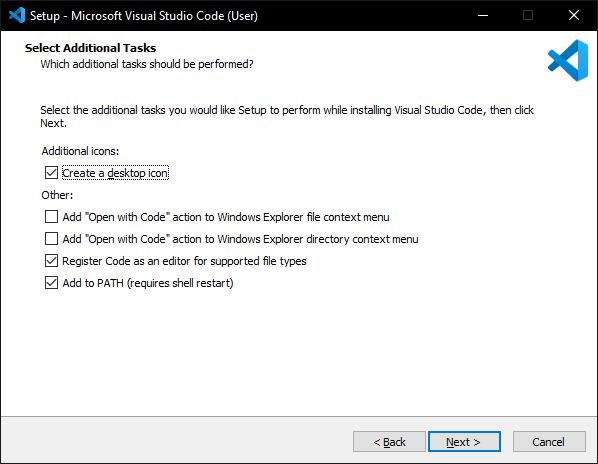 Setup - Microsoft Visual Studio Code (User)
Select Additional Tasks
Which additional tasks should be performed?
Select the additional tasks you would like Setup to perform while installing Visual Studio Code, then click
Next.
Additional icons:
Create a desktop icon
Other:
Add "Open with Code" action to Windows Explorer file context menu
Add "Open with Code" action to Windows Explorer directory context menu
Register Code as an editor for supported file types
Add to PATH (requires shell restart)
< Back Next > Cancel